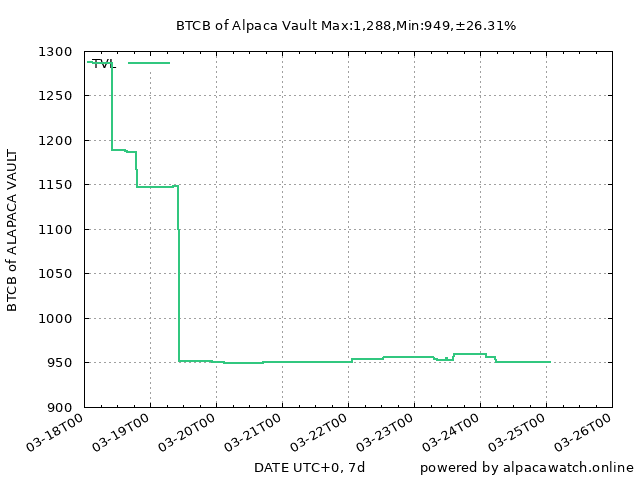 BTCB of Alpaca Vault Max:1,288,Min:949,±26.31%
1300
TVL
1250
1200
1150
1100
1050
1000
950
900
BTCB of ALAPACA VAULT
03-18T00
03-19T00
03-20T00
03-21T00
03-22T00
03-23T00
03-24T00
03-25T00
03-26T00
DATE UTC+0, 7d
powered by alpacawatch.online